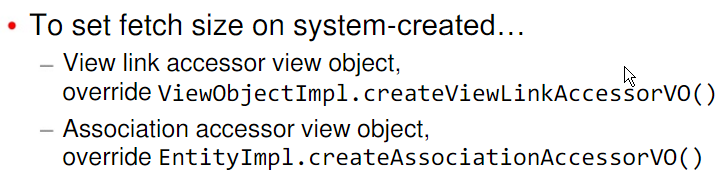 • To set fetch size on system-created…
– View link accessor view object,
override ViewObjectImpl.createViewLinkAccessorVO()
– Association accessor view object,
override EntityImpl.createAssociationAccessorVO()